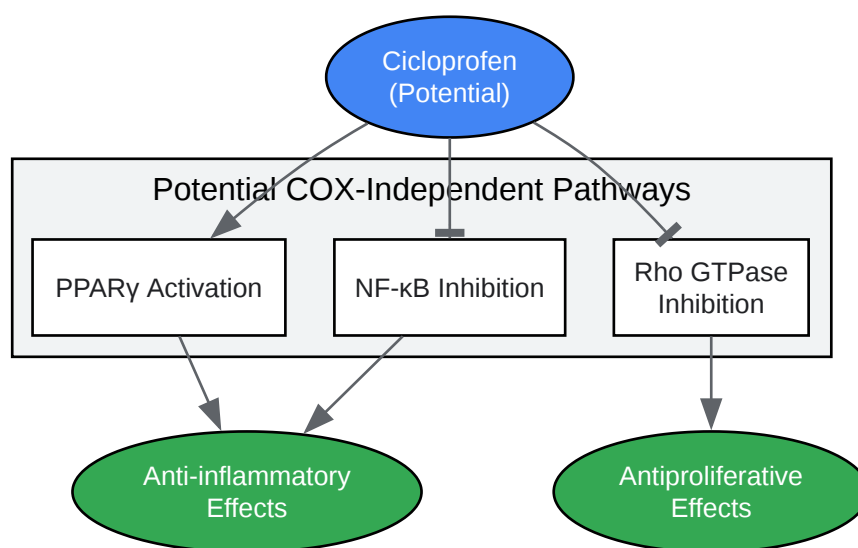 Cicloprofen
(Potential)
Potential COX-Independent Pathways
PPARγ Activation
NF-κB Inhibition
Rho GTPase
Inhibition
Anti-inflammatory
Effects
Antiproliferative
Effects